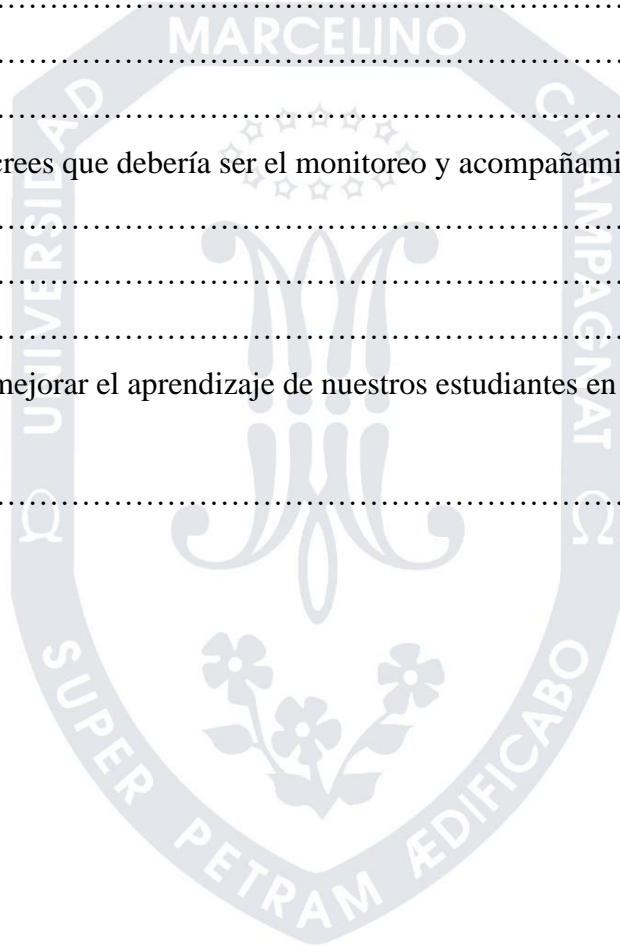 MARCELINO
UNIVERSIDAD
CHAMPAGNAT
……………………………………………………………
……………………………………………………………
……………………………………………………………
crees que debería ser el monitoreo y acompañami
……………………………………………………………
……………………………………………………………
……………………………………………………………
mejorar el aprendizaje de nuestros estudiantes en
……………………………………………………………
SUPER PETRAM ÆDIFICABO